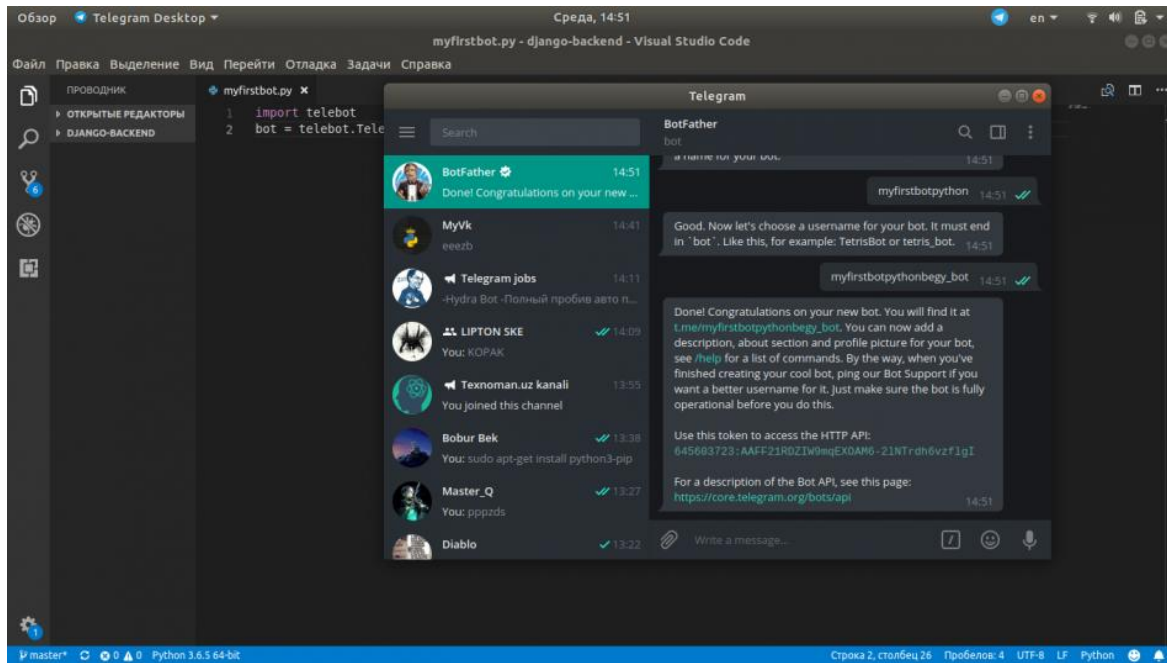 Обзор Telegram Desktop Среда, 14:51 en
myfirstbot.py - django-backend - Visual Studio Code
Файл Правка Выделение Вид Перейти Отладка Задачи Справка
ПРОВОДНИК
ОТКРЫТЫЕ РЕДАКТОРЫ
DJANGO-BACKEND
6
1
myfirstbot.py
1 import telebot
2 bot = telebot.Tele
Telegram
Search
BotFather 14:51
Done! Congratulations on your new ...
MyVk 14:41
eeezb
Telegram jobs 14:11
-Hydra Bot -Полный пробив авто п...
LIPTON SKE 14:09
You: KOPAK
Texnoman.uz kanali 13:55
You joined this channel
Bobur Bek 13:38
You: sudo apt-get install python3-pip
Master_Q 13:27
You: pppzds
Diablo 13:22
BotFather
bot
a name for your bot.
14:51
myfirstbotpython 14:51
Good. Now let's choose a username for your bot. It must end
in `bot`. Like this, for example: TetrisBot or tetris_bot. 14:51
myfirstbotpythonbegy_bot 14:51
Done! Congratulations on your new bot. You will find it at
t.me/myfirstbotpythonbegy_bot. You can now add a
description, about section and profile picture for your bot,
see /help for a list of commands. By the way, when you've
finished creating your cool bot, ping our Bot Support if you
want a better username for it. Just make sure the bot is fully
operational before you do this.
Use this token to access the HTTP API:
For a description of the Bot API, see this page:
https://core.telegram.org/bots/api 14:51
Write a message...
master* 0 0 Python 3.6.5 64-bit Строка 2, столбец 26 Пробелов: 4 UTF-8 LF Python